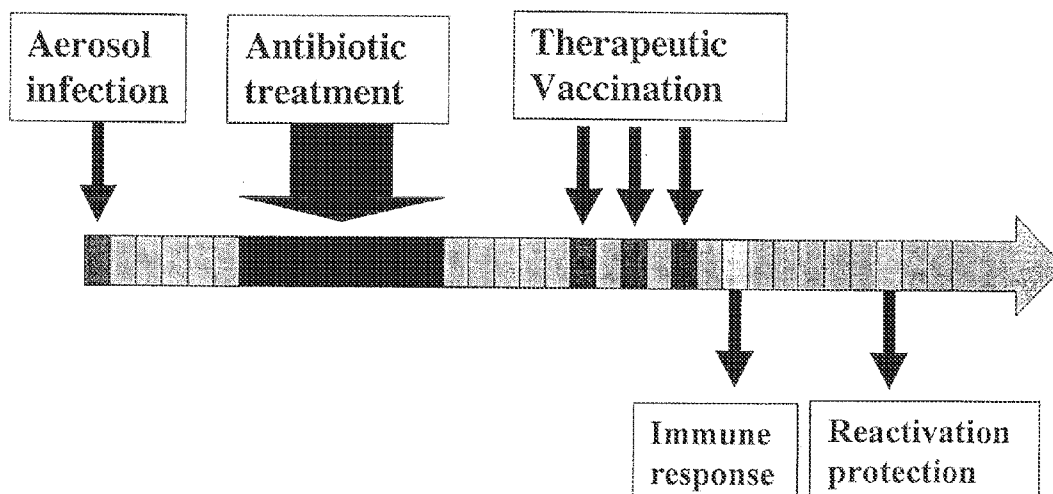 Aerosol
infection
Antibiotic
treatment
Therapeutic
Vaccination
Immune
response
Reactivation
protection